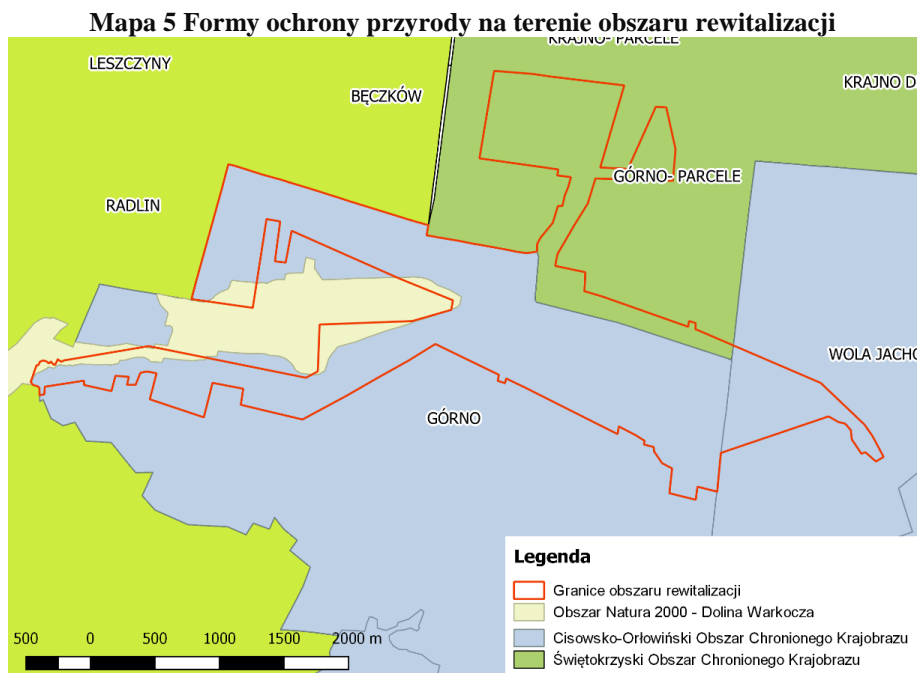 Mapa 5 Formy ochrony przyrody na terenie obszaru rewitalizacji
KRAJNO- PARCELE
LESZCZYNY
KRAJNO D
BĘCZKÓW
GÓRNO- PARCELE
RADLIN
WOLA JACHO
GÓRNO
Legenda
Granice obszaru rewitalizacji
Obszar Natura 2000 - Dolina Warkocza
Cisowsko-Orłowiński Obszar Chronionego Krajobrazu
Świętokrzyski Obszar Chronionego Krajobrazu
500 0 500 1000 1500 2000 m